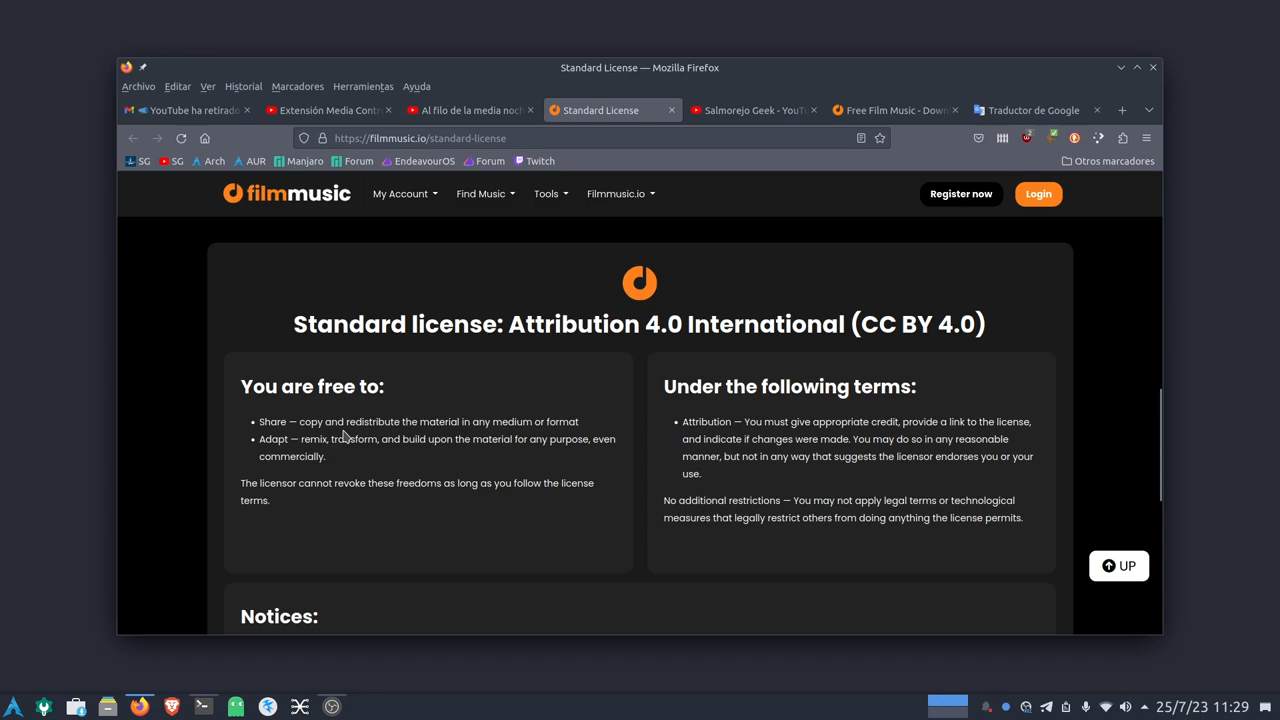 Standard License — Mozilla Firefox
Archivo Editar Ver Historial Marcadores Herramientas Ayuda
YouTube ha retirado
Extensión Media Contr
Al filo de la media noch
Standard License
Salmorejo Geek - YouTu
Free Film Music - Down
Traductor de Google
https://filmmusic.io/standard-license
SG SG Arch AUR Manjaro Forum EndeavourOS Forum Twitch Otros marcadores
filmmusic My Account Find Music Tools Filmmusic.io Register now Login
Standard license: Attribution 4.0 International (CC BY 4.0)
You are free to:
Share — copy and redistribute the material in any medium or format
Adapt — remix, transform, and build upon the material for any purpose, even
commercially.
The licensor cannot revoke these freedoms as long as you follow the license
terms.
Under the following terms:
Attribution — You must give appropriate credit, provide a link to the license,
and indicate if changes were made. You may do so in any reasonable
manner, but not in any way that suggests the licensor endorses you or your
use.
No additional restrictions — You may not apply legal terms or technological
measures that legally restrict others from doing anything the license permits.
UP
Notices:
25/7/23 11:29